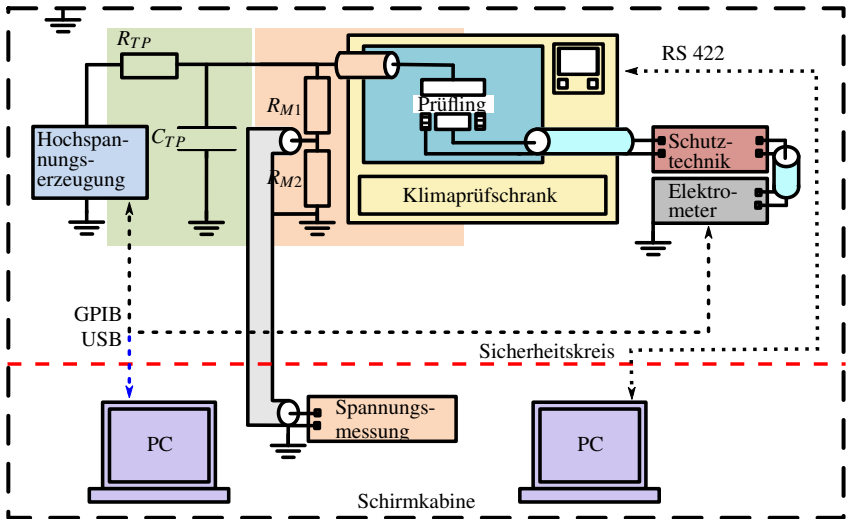 R_TP
RS 422
R_M1
Prüfling
Hochspan-
nungs-
erzeugung
C_TP
Schutz-
technik
R_M2
Klimaprüfschrank
Elektro-
meter
GPIB
USB
Sicherheitskreis
Spannungs-
messung
PC
PC
Schirmkabine